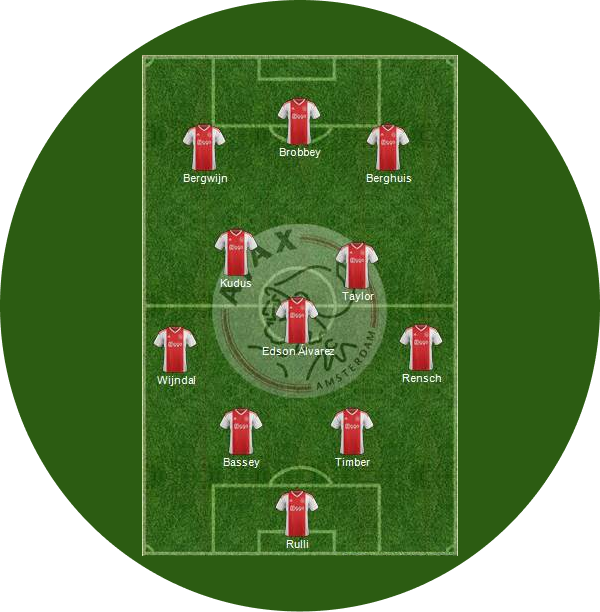 Brobbey
Bergwijn
Berghuis
AJAX
Kudus
Taylor
Edson Álvarez
AMSTERDAM
Wijndal
Rensch
Bassey
Timber
Rulli